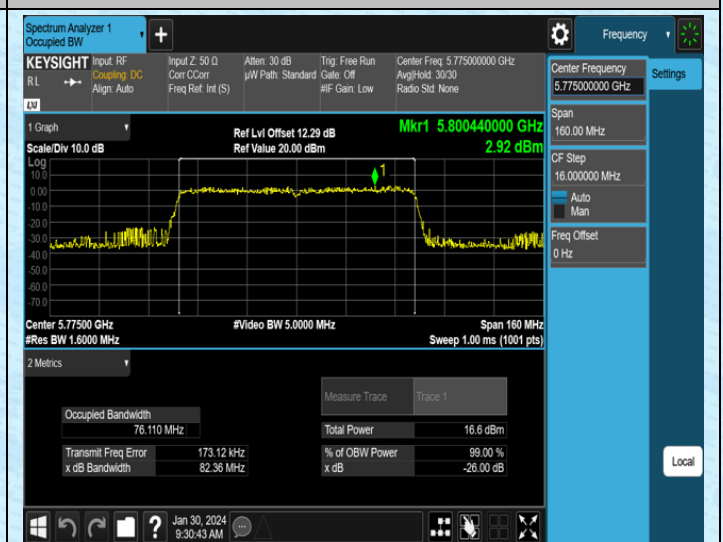 Spectrum Analyzer 1
Occupied BW
Frequency
KEYSIGHT
RL
LXI
Input: RF
Coupling: DC
Align: Auto
Input Z: 50 Ω
Corr CCorr
Freq Ref: Int (S)
Atten: 30 dB
µW Path: Standard
Trig: Free Run
Gate: Off
#IF Gain: Low
Center Freq: 5.775000000 GHz
Avg|Hold: 30/30
Radio Std: None
Center Frequency
5.775000000 GHz
Settings
Span
160.00 MHz
CF Step
16.000000 MHz
Auto
Man
Freq Offset
0 Hz
1 Graph
Scale/Div 10.0 dB
Ref Lvl Offset 12.29 dB
Ref Value 20.00 dBm
Mkr1 5.800440000 GHz
2.92 dBm
Log
10.0
0.00
-10.0
-20.0
-30.0
-40.0
-50.0
-60.0
-70.0
1
Center 5.77500 GHz
#Res BW 1.6000 MHz
#Video BW 5.0000 MHz
Span 160 MHz
Sweep 1.00 ms (1001 pts)
2 Metrics
Measure Trace
Trace 1
Occupied Bandwidth
76.110 MHz
Total Power
16.6 dBm
Transmit Freq Error
173.12 kHz
% of OBW Power
99.00 %
x dB Bandwidth
82.36 MHz
x dB
-26.00 dB
Local
?
Jan 30, 2024
9:30:43 AM